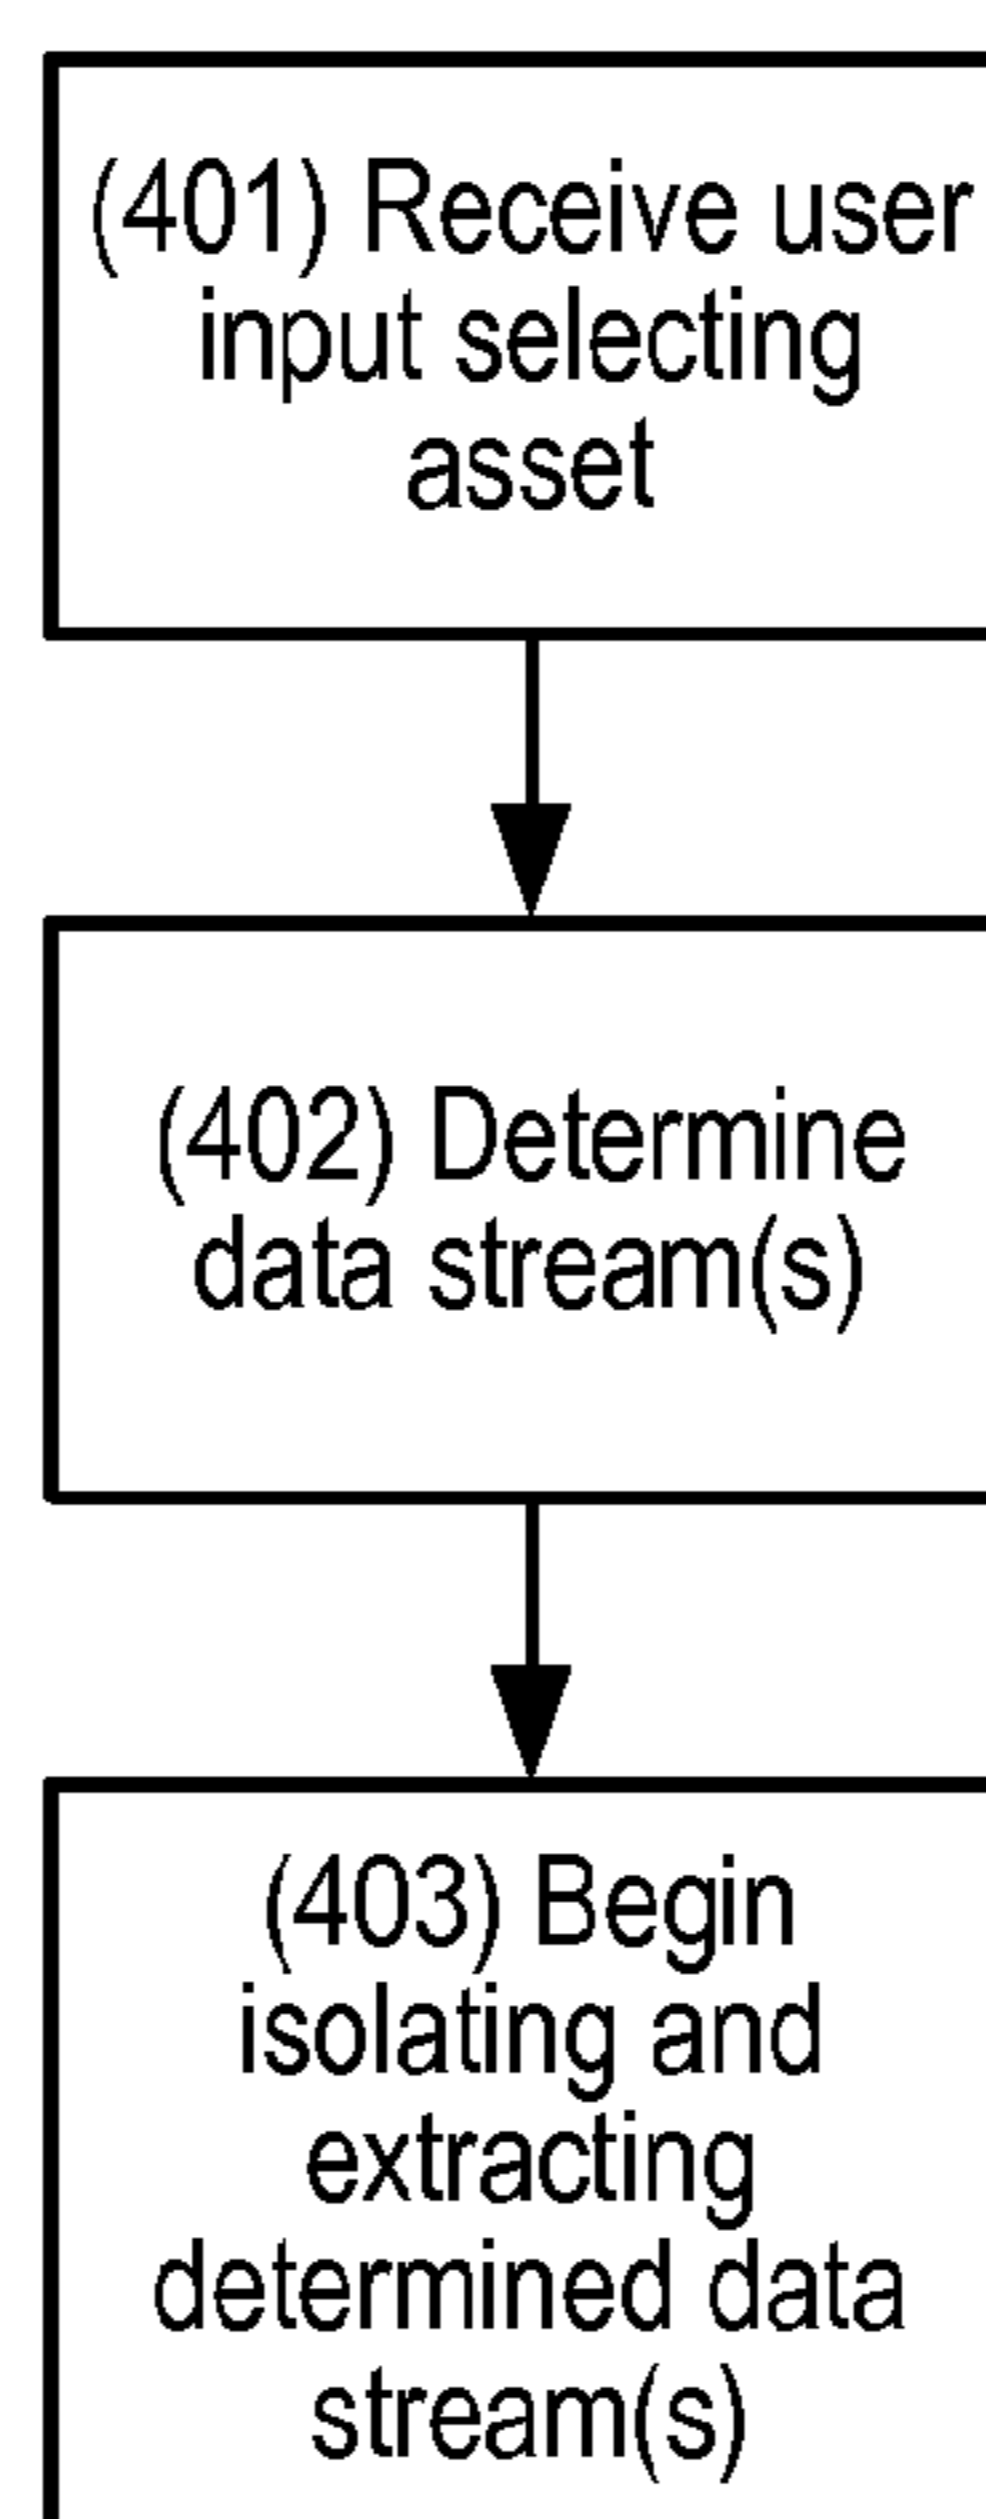 (401) Receive user
input selecting
asset
(402) Determine
data stream(s)
(403) Begin
isolating and
extracting
determined data
stream(s)